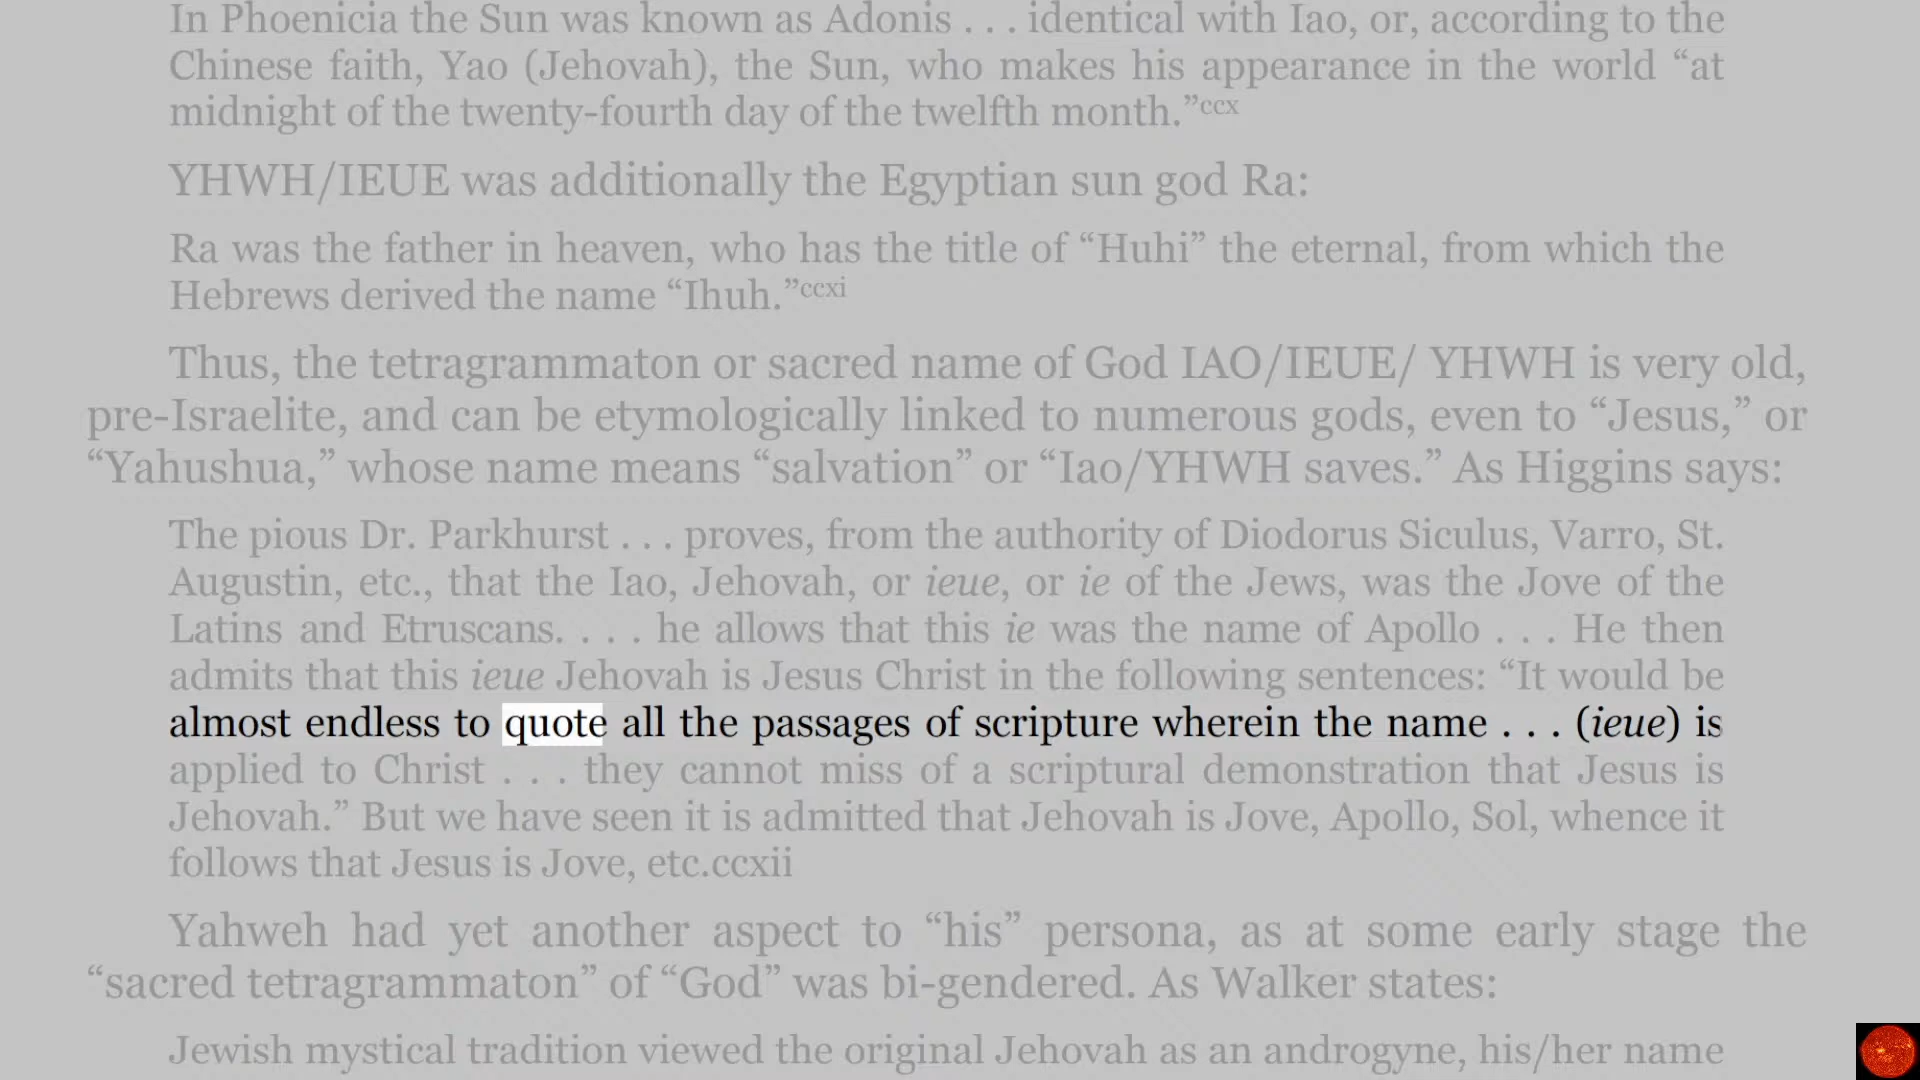 In Phoenicia the Sun was known as Adonis . . . identical with Iao, or, according to the
Chinese faith, Yao (Jehovah), the Sun, who makes his appearance in the world “at
midnight of the twenty-fourth day of the twelfth month.”ccx
YHWH/IEUE was additionally the Egyptian sun god Ra:
Ra was the father in heaven, who has the title of “Huhi” the eternal, from which the
Hebrews derived the name “Ihuh.”ccxi
Thus, the tetragrammaton or sacred name of God IAO/IEUE/ YHWH is very old,
pre-Israelite, and can be etymologically linked to numerous gods, even to “Jesus,” or
“Yahushua,” whose name means “salvation” or “Iao/YHWH saves.” As Higgins says:
The pious Dr. Parkhurst . . . proves, from the authority of Diodorus Siculus, Varro, St.
Augustin, etc., that the Iao, Jehovah, or ieue, or ie of the Jews, was the Jove of the
Latins and Etruscans. . . . he allows that this ie was the name of Apollo . . . He then
admits that this ieue Jehovah is Jesus Christ in the following sentences: “It would be
almost endless to quote all the passages of scripture wherein the name . . . (ieue) is
applied to Christ . . . they cannot miss of a scriptural demonstration that Jesus is
Jehovah.” But we have seen it is admitted that Jehovah is Jove, Apollo, Sol, whence it
follows that Jesus is Jove, etc.ccxii
Yahweh had yet another aspect to “his” persona, as at some early stage the
“sacred tetragrammaton” of “God” was bi-gendered. As Walker states:
Jewish mystical tradition viewed the original Jehovah as an androgyne, his/her name